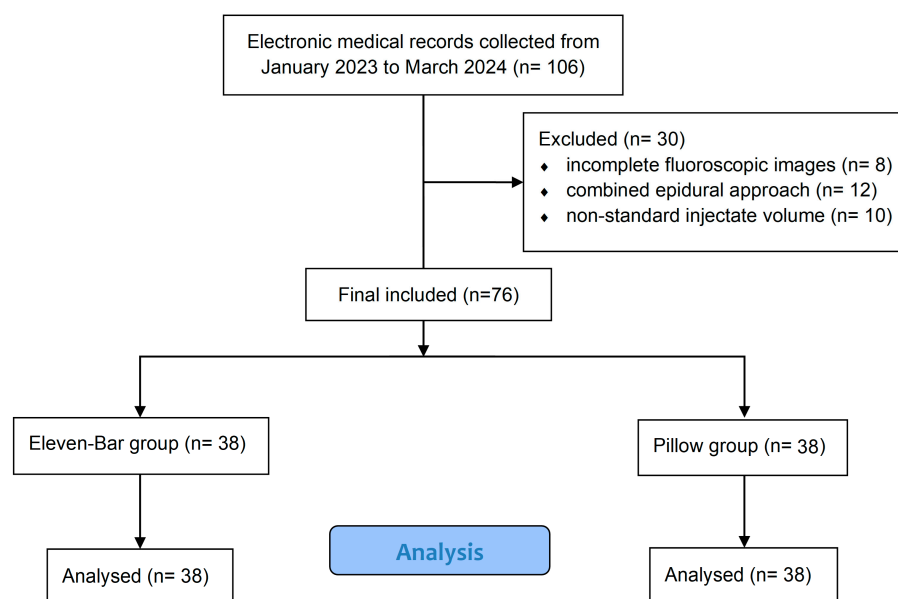 Electronic medical records collected from
January 2023 to March 2024 (n= 106)
Excluded (n= 30)
♦ incomplete fluoroscopic images (n= 8)
♦ combined epidural approach (n= 12)
♦ non-standard injectate volume (n= 10)
Final included (n=76)
Eleven-Bar group (n= 38)
Pillow group (n= 38)
Analysis
Analysed (n= 38)
Analysed (n= 38)